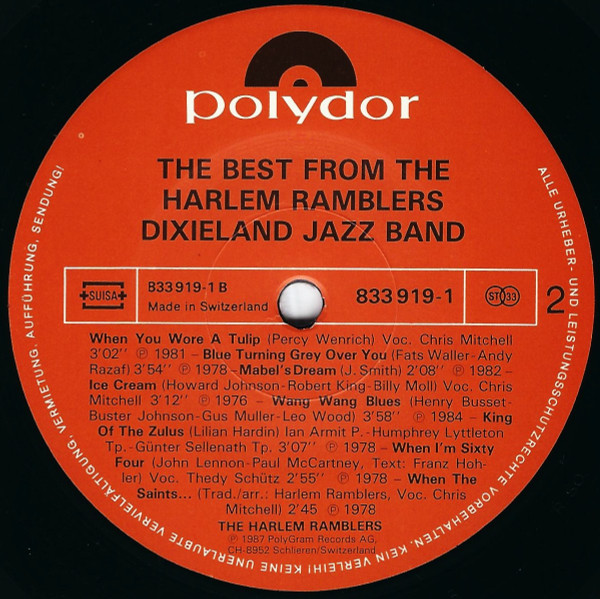 polydor
THE BEST FROM THE
HARLEM RAMBLERS
DIXIELAND JAZZ BAND
SUISA
833 919-1 B
Made in Switzerland
833 919-1
ST 33
2
When You Wore A Tulip (Percy Wenrich) Voc. Chris Mitchell
3'02'' ℗ 1981 – Blue Turning Grey Over You (Fats Waller-Andy
Razaf) 3'54'' ℗ 1978 - Mabel's Dream (J. Smith) 2'08'' ℗ 1982 –
Ice Cream (Howard Johnson-Robert King-Billy Moll) Voc. Chris
Mitchell 3'12'' ℗ 1976 – Wang Wang Blues (Henry Busset-
Buster Johnson-Gus Muller-Leo Wood) 3'58'' ℗ 1984 – King
Of The Zulus (Lilian Hardin) Ian Armit P.-Humphrey Lyttleton
Tp.-Günter Sellenath Tp. 3'07'' ℗ 1978 – When I'm Sixty
Four (John Lennon-Paul McCartney, Text: Franz Hoh-
ler) Voc. Thedy Schütz 2'55'' ℗ 1978 – When The
Saints... (Trad./arr.: Harlem Ramblers, Voc. Chris
Mitchell) 2'45 ℗ 1978
THE HARLEM RAMBLERS
℗ 1987 PolyGram Records AG,
CH-8952 Schlieren/Switzerland
ALLE URHEBER- UND LEISTUNGSSCHUTZRECHTE VORBEHALTEN. KEIN VERLEIH! KEINE UNERLAUBTE VERVIELFÄLTIGUNG, VERMIETUNG, AUFFÜHRUNG, SENDUNG!